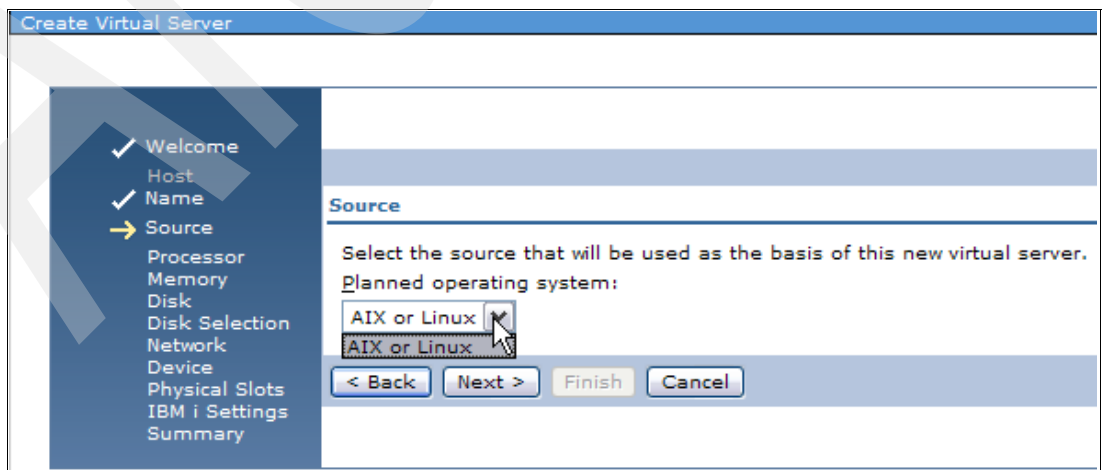 Create Virtual Server
Welcome
Host
Name
Source
Processor
Memory
Disk
Disk Selection
Network
Device
Physical Slots
IBM i Settings
Summary
Source
Select the source that will be used as the basis of this new virtual server.
Planned operating system:
AIX or Linux
AIX or Linux
< Back Next > Finish Cancel